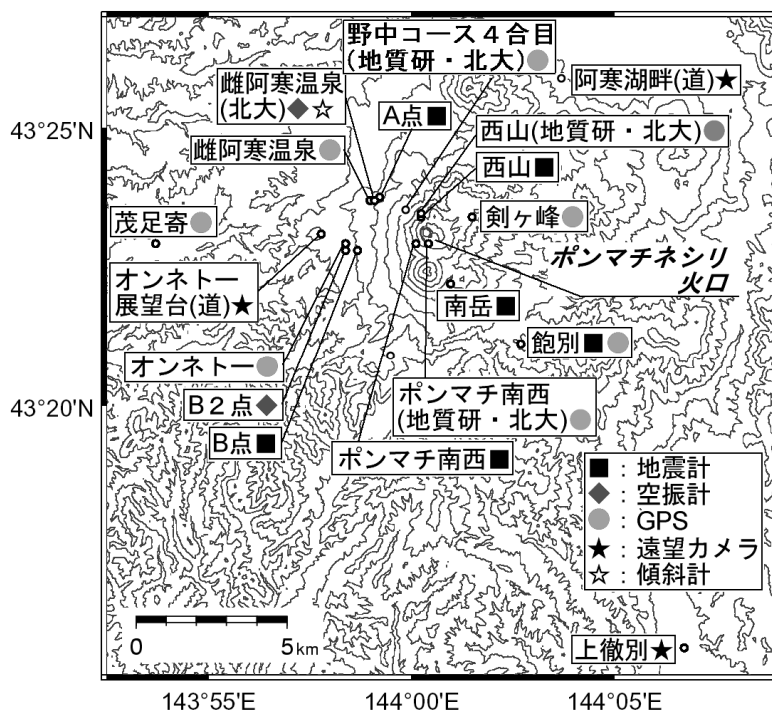 野中コース４合目
(地質研・北大)●
雌阿寒温泉
(北大)◆☆
阿寒湖畔(道)★
A点■
43°25'N
西山(地質研・北大)●
雌阿寒温泉●
西山■
茂足寄●
剣ヶ峰●
ポンマチネシリ
火口
オンネトー
展望台(道)★
南岳■
飽別■●
オンネトー●
ポンマチ南西
(地質研・北大)●
B２点◆
43°20'N
B点■
ポンマチ南西■
■：地震計
◆：空振計
●：GPS
★：遠望カメラ
☆：傾斜計
0 5km
上徹別★
143°55'E 144°00'E 144°05'E